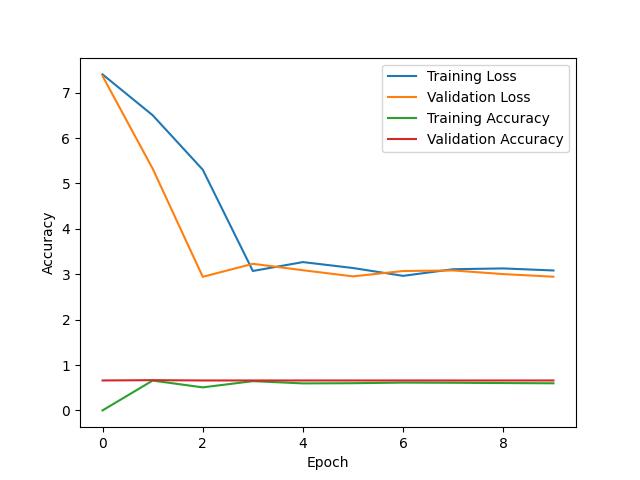 Training Loss
Validation Loss
Training Accuracy
Validation Accuracy
7
6
5
4
3
2
1
0
Accuracy
0 2 4 6 8
Epoch